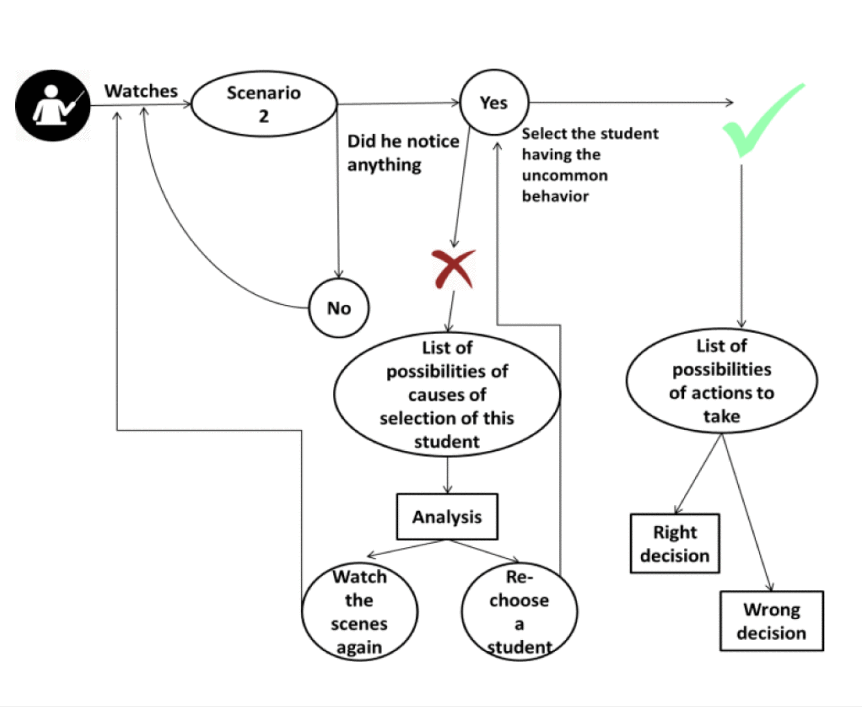 Watches
Scenario
2
Yes
Did he notice
anything
Select the student
having the
uncommon
behavior
No
List of
possibilities of
causes of
selection of this
student
List of
possibilities
of actions to
take
Analysis
Right
decision
Watch
the
scenes
again
Re-
choose
a
student
Wrong
decision